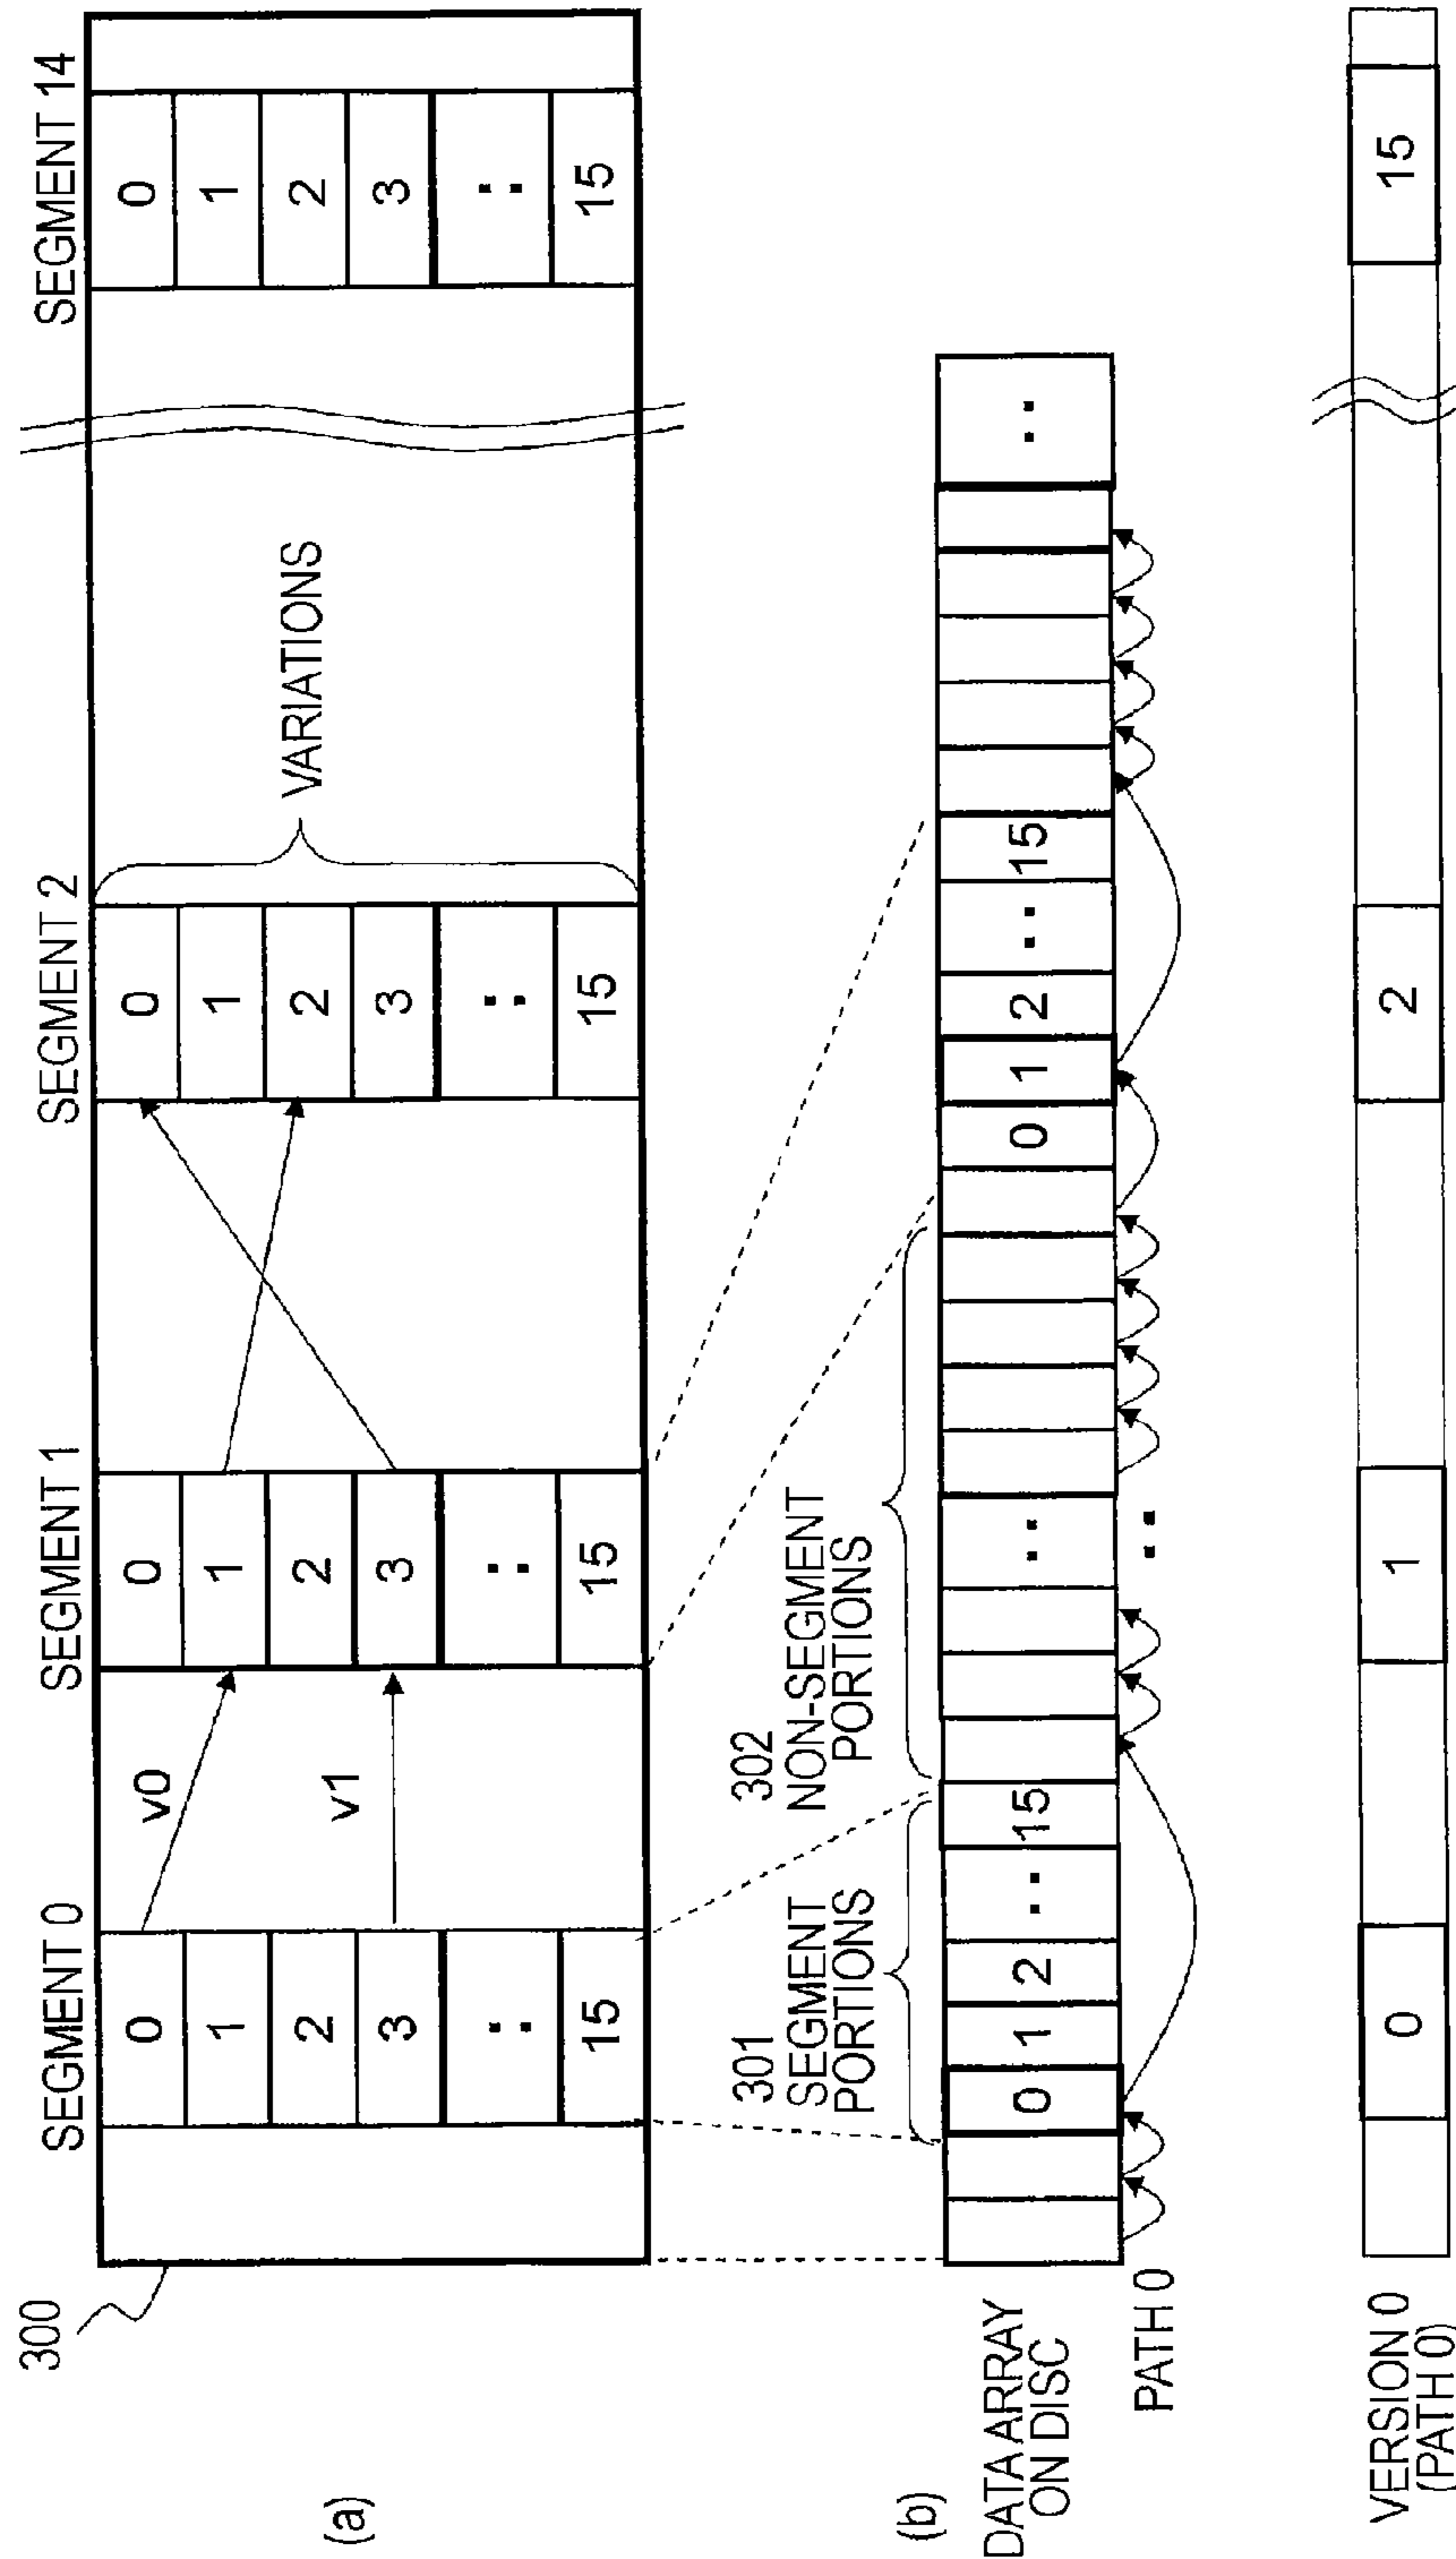 300
(a)
SEGMENT 0
SEGMENT 1
SEGMENT 2
SEGMENT 14
0
1
2
3
:
15
v0
v1
0
1
2
3
:
15
0
1
2
3
:
15
VARIATIONS
0
1
2
3
:
15
(b)
301
SEGMENT
PORTIONS
302
NON-SEGMENT
PORTIONS
DATA ARRAY
ON DISC
0 1 2 ·· 15 ·· 0 1 2 ·· 15 ··
PATH 0
··
VERSION 0
(PATH 0)
0 1 2 15